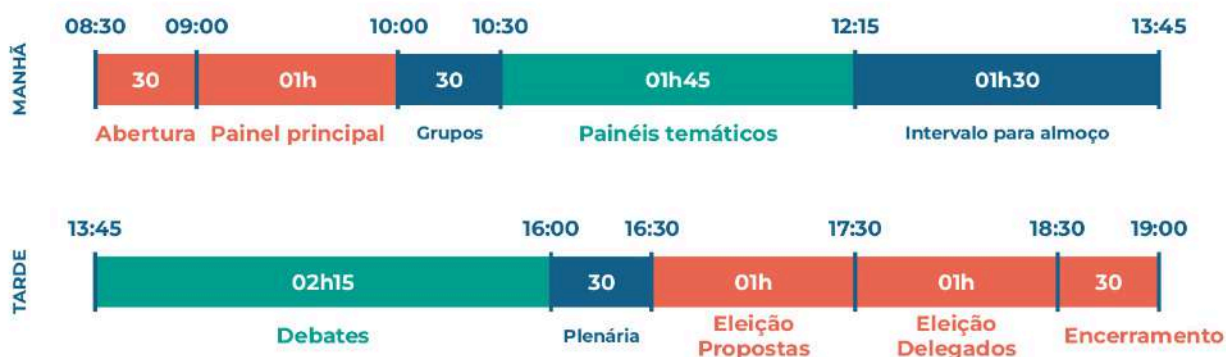 08:30 09:00 10:00 10:30 12:15 13:45
MANHÃ
30 01h 30 01h45 01h30
Abertura Painel principal Grupos Painéis temáticos Intervalo para almoço
13:45 16:00 16:30 17:30 18:30 19:00
TARDE
02h15 30 01h 01h 30
Debates Plenária Eleição Propostas Eleição Delegados Encerramento